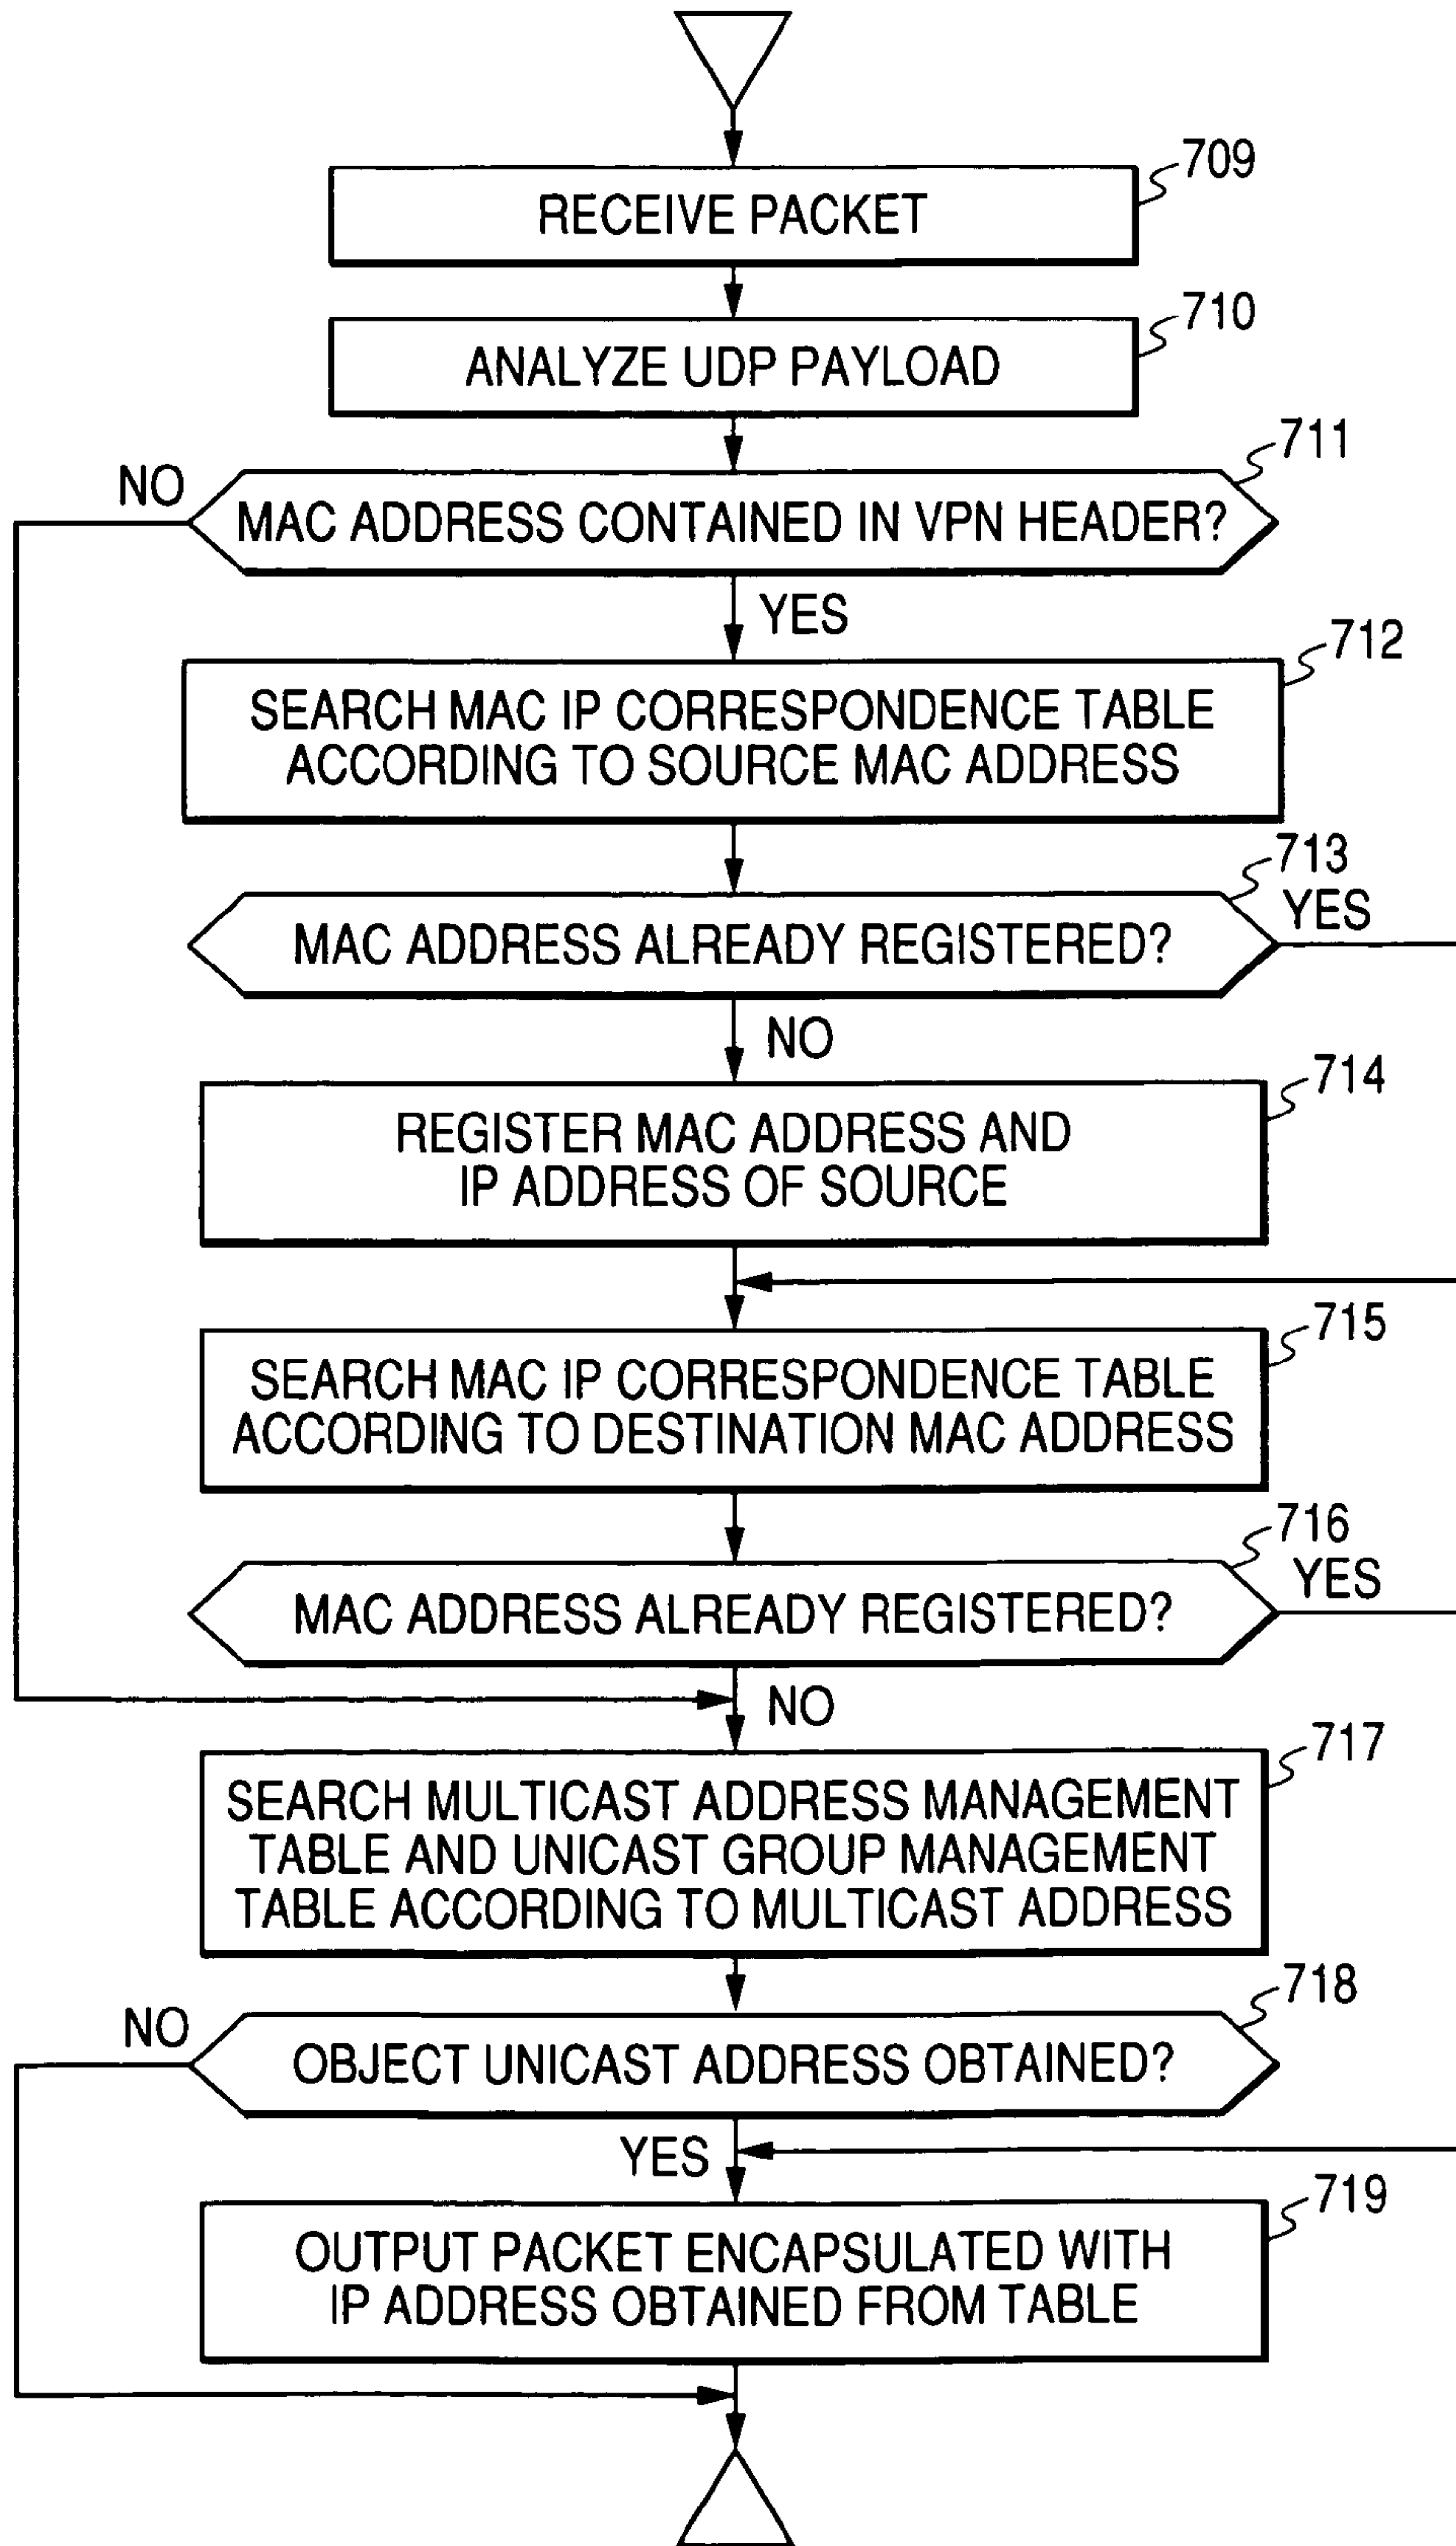 709
RECEIVE PACKET
710
ANALYZE UDP PAYLOAD
711
NO
MAC ADDRESS CONTAINED IN VPN HEADER?
YES
712
SEARCH MAC IP CORRESPONDENCE TABLE
ACCORDING TO SOURCE MAC ADDRESS
713
YES
MAC ADDRESS ALREADY REGISTERED?
NO
714
REGISTER MAC ADDRESS AND
IP ADDRESS OF SOURCE
715
SEARCH MAC IP CORRESPONDENCE TABLE
ACCORDING TO DESTINATION MAC ADDRESS
716
YES
MAC ADDRESS ALREADY REGISTERED?
NO
717
SEARCH MULTICAST ADDRESS MANAGEMENT
TABLE AND UNICAST GROUP MANAGEMENT
TABLE ACCORDING TO MULTICAST ADDRESS
718
NO
OBJECT UNICAST ADDRESS OBTAINED?
YES
719
OUTPUT PACKET ENCAPSULATED WITH
IP ADDRESS OBTAINED FROM TABLE